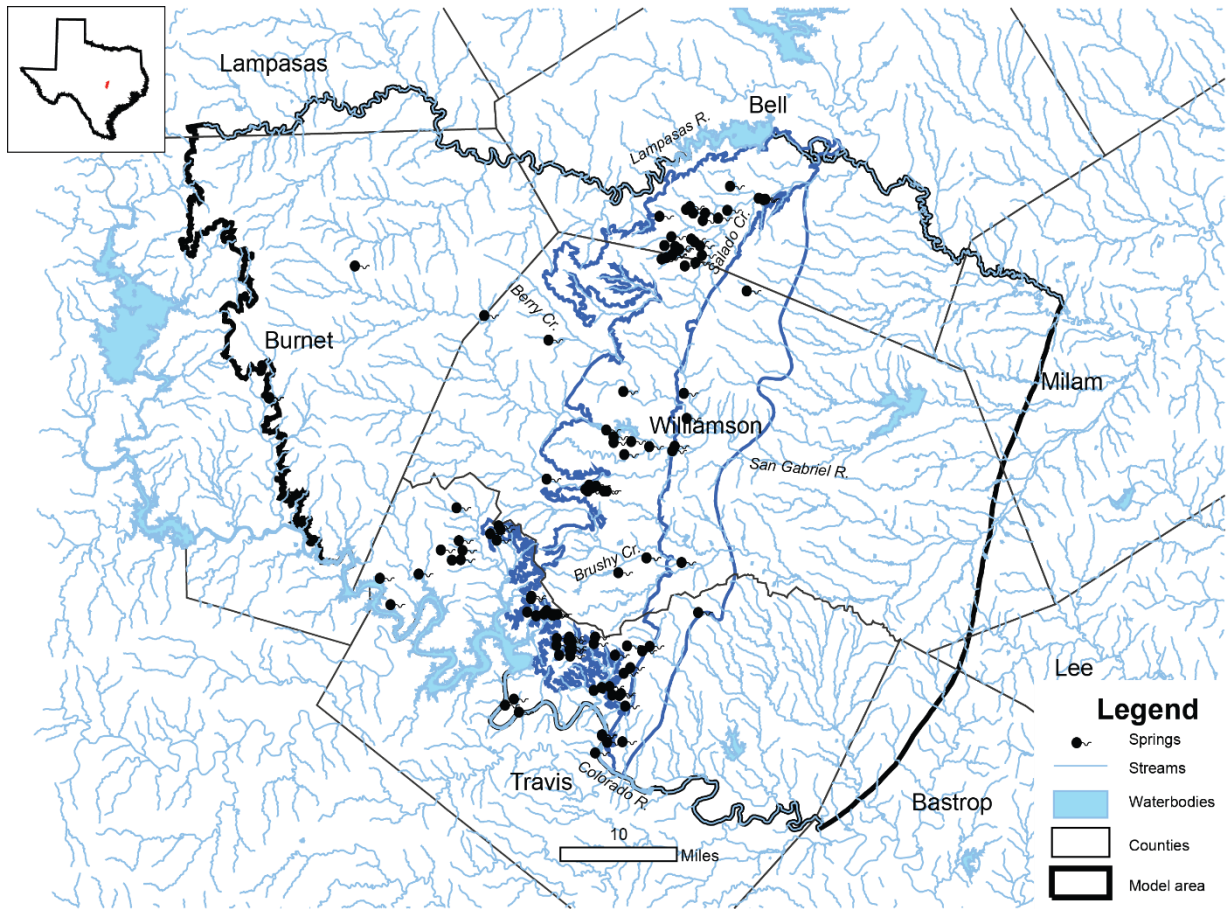 Lampasas
Bell
Lampasas R.
Salado Cr.
Berry Cr.
Burnet
Milam
Williamson
San Gabriel R.
Brushy Cr.
Lee
Travis
Colorado R.
Bastrop
10
Miles
Legend
Springs
Streams
Waterbodies
Counties
Model area